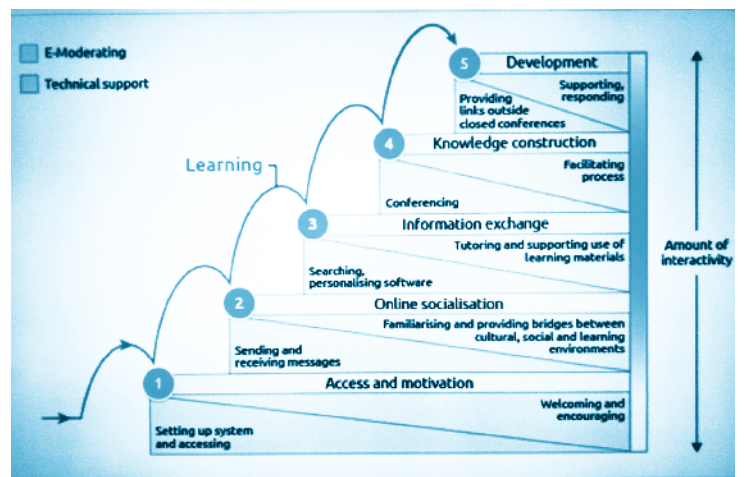 E-Moderating
Technical support
Learning
5
Development
Supporting,
responding
Providing
links outside
closed conferences
4
Knowledge construction
Facilitating
process
Conferencing
3
Information exchange
Tutoring and supporting use of
learning materials
Searching,
personalising software
2
Online socialisation
Familiarising and providing bridges between
cultural, social and learning
environments
Sending and
receiving messages
1
Access and motivation
Welcoming and
encouraging
Setting up system
and accessing
Amount of
interactivity